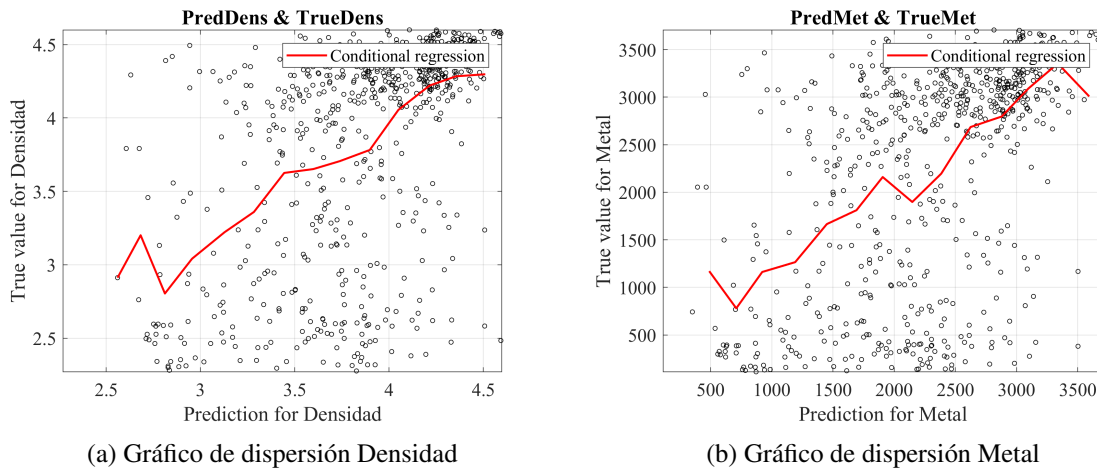 PredDens & TrueDens
Conditional regression
True value for Densidad
4.5
4
3.5
3
2.5
2.5 3 3.5 4 4.5
Prediction for Densidad
(a) Gráfico de dispersión Densidad
PredMet & TrueMet
Conditional regression
True value for Metal
3500
3000
2500
2000
1500
1000
500
500 1000 1500 2000 2500 3000 3500
Prediction for Metal
(b) Gráfico de dispersión Metal